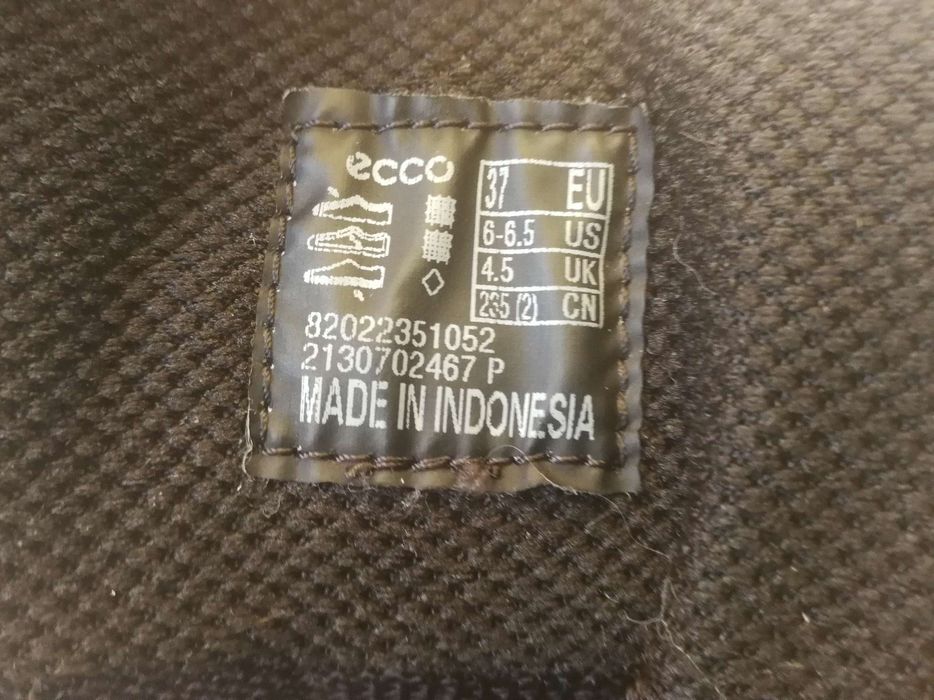 ecco
37 EU
6-6.5 US
4.5 UK
235 (2) CN
82022351052
2130702467 P
MADE IN INDONESIA